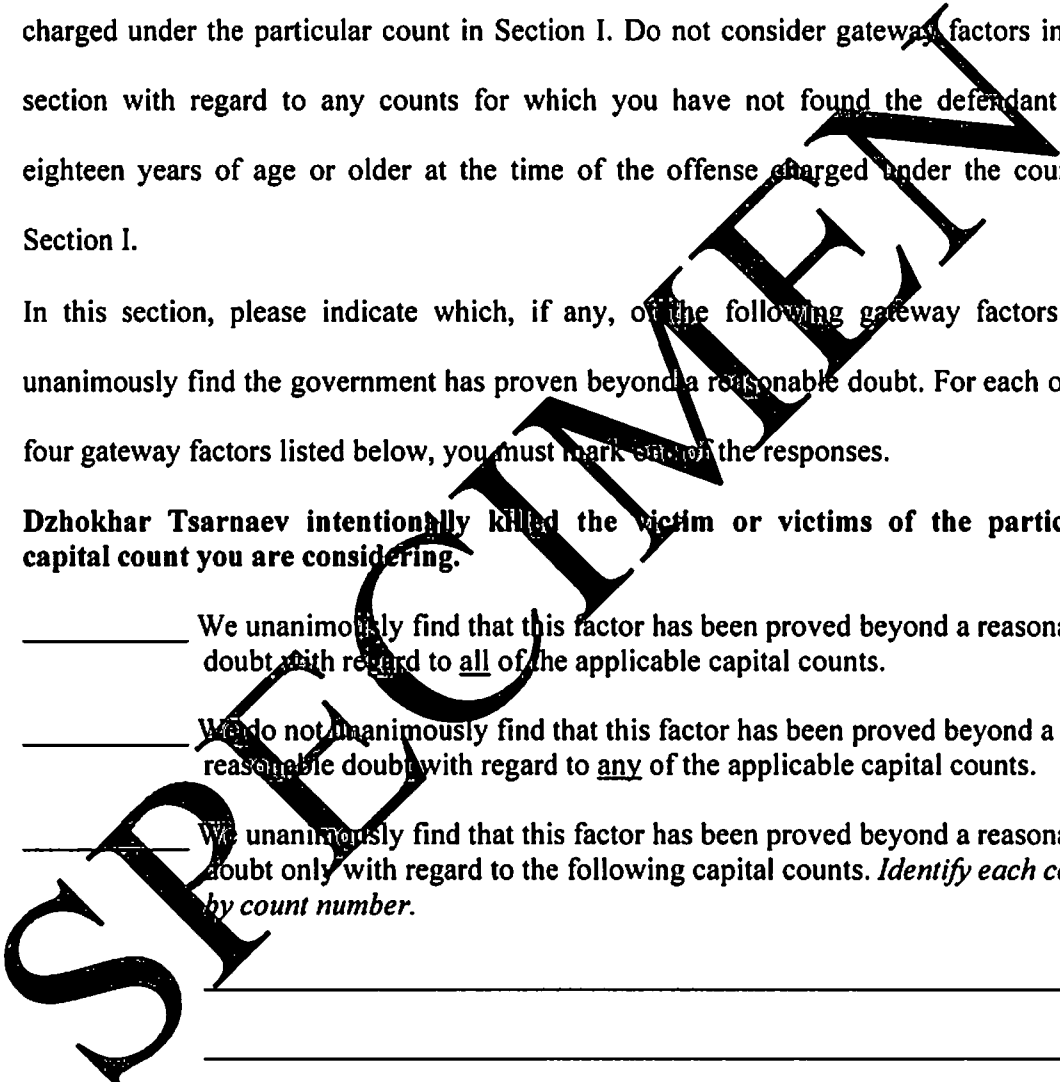 charged under the particular count in Section I. Do not consider gateway factors in
section with regard to any counts for which you have not found the defendant
eighteen years of age or older at the time of the offense charged under the cou
Section I.
In this section, please indicate which, if any, of the following gateway factors
unanimously find the government has proven beyond a reasonable doubt. For each o
four gateway factors listed below, you must mark one of the responses.
Dzhokhar Tsarnaev intentionally killed the victim or victims of the partic
capital count you are considering.
We unanimously find that this factor has been proved beyond a reasona
doubt with regard to all of the applicable capital counts.
We do not unanimously find that this factor has been proved beyond a
reasonable doubt with regard to any of the applicable capital counts.
We unanimously find that this factor has been proved beyond a reasona
doubt only with regard to the following capital counts. Identify each c
by count number.
SPECIMEN